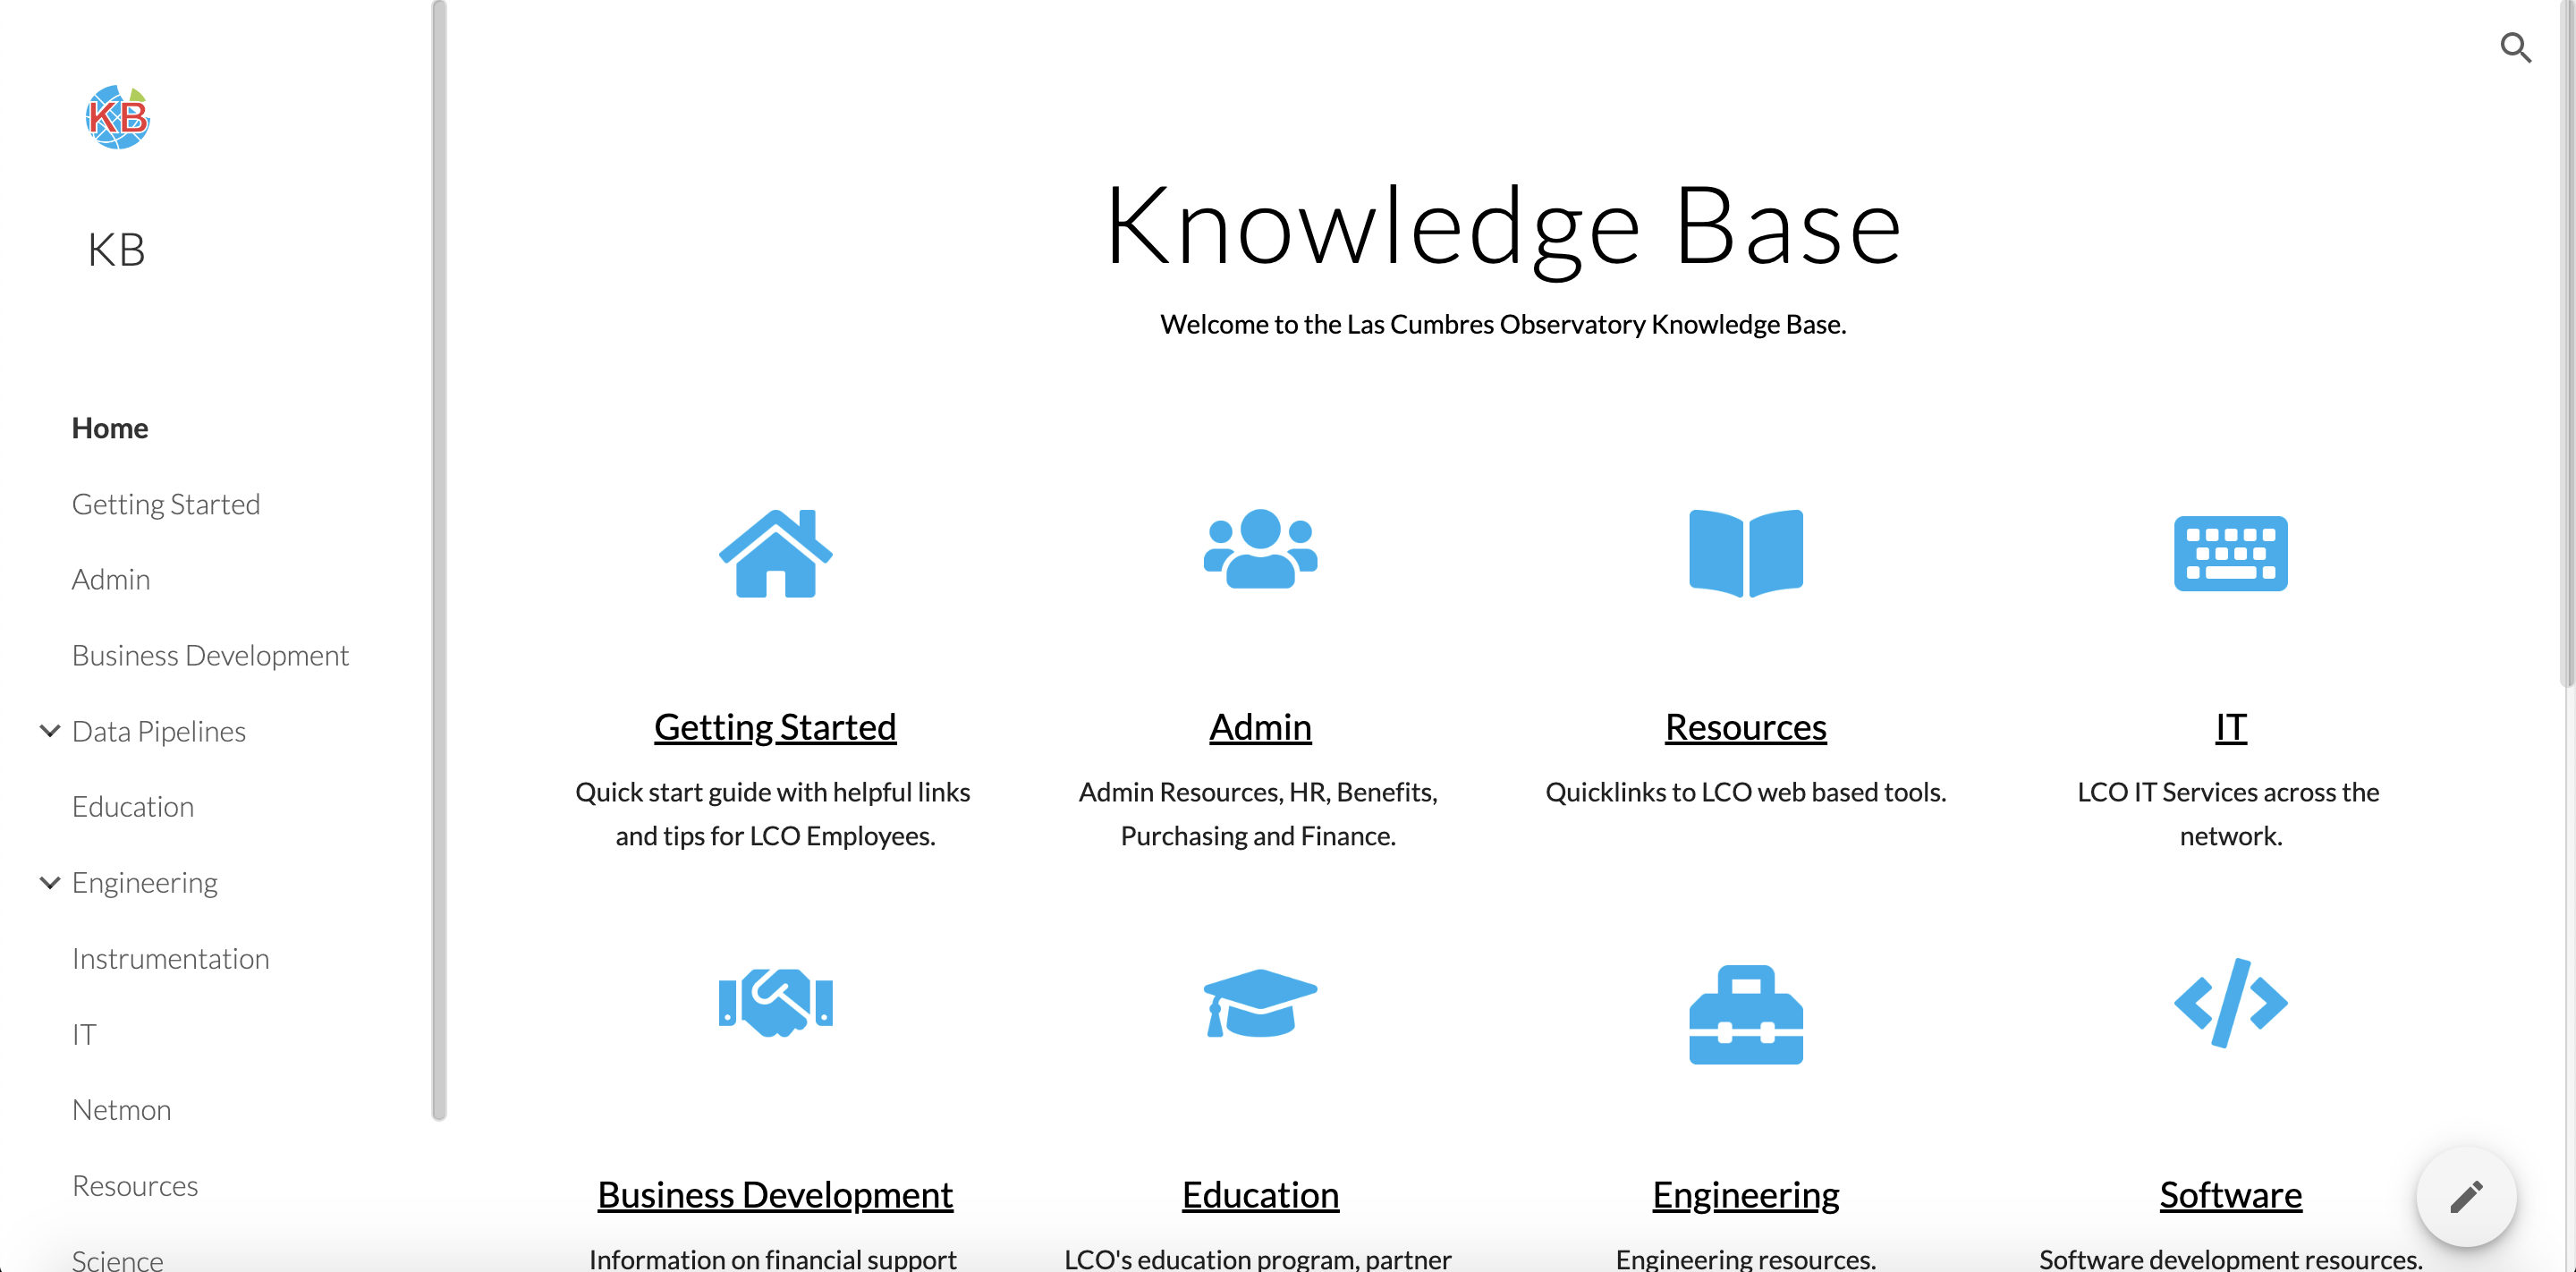 KB
KB
Home
Getting Started
Admin
Business Development
Data Pipelines
Education
Engineering
Instrumentation
IT
Netmon
Resources
Science
Knowledge Base
Welcome to the Las Cumbres Observatory Knowledge Base.
Getting Started
Quick start guide with helpful links
and tips for LCO Employees.
Admin
Admin Resources, HR, Benefits,
Purchasing and Finance.
Resources
Quicklinks to LCO web based tools.
IT
LCO IT Services across the
network.
Business Development
Information on financial support
Education
LCO's education program, partner
Engineering
Engineering resources.
Software
Software development resources.